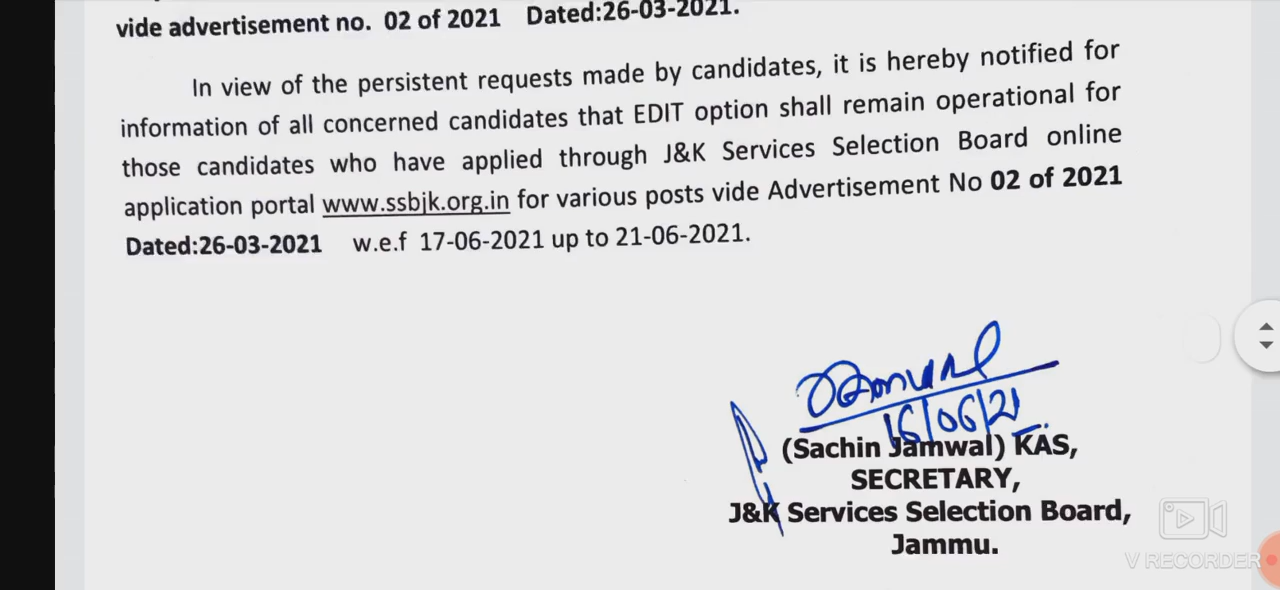 vide advertisement no. 02 of 2021 Dated:26-03-2021.
In view of the persistent requests made by candidates, it is hereby notified for
information of all concerned candidates that EDIT option shall remain operational for
those candidates who have applied through J&K Services Selection Board online
application portal www.ssbjk.org.in for various posts vide Advertisement No 02 of 2021
Dated:26-03-2021 w.e.f 17-06-2021 up to 21-06-2021.
16/06/21
(Sachin Jamwal) KAS,
SECRETARY,
J&K Services Selection Board,
Jammu.
V RECORDER